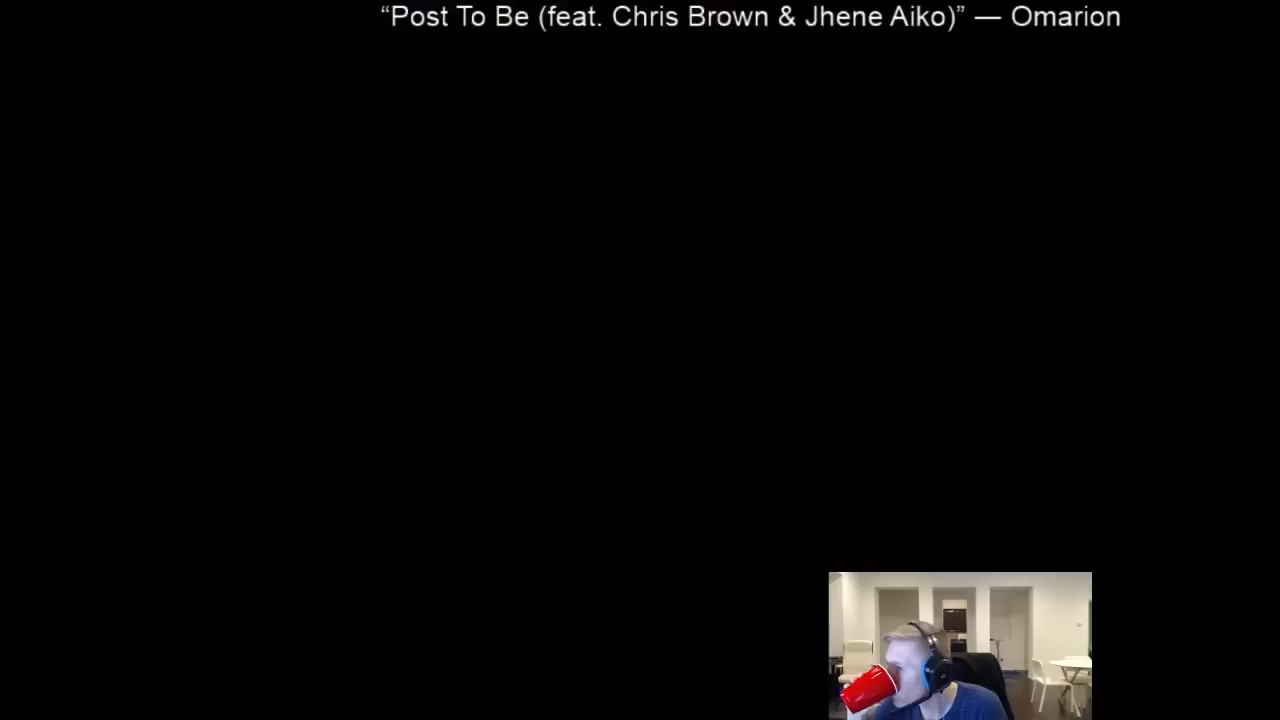 “Post To Be (feat. Chris Brown & Jhene Aiko)” — Omarion